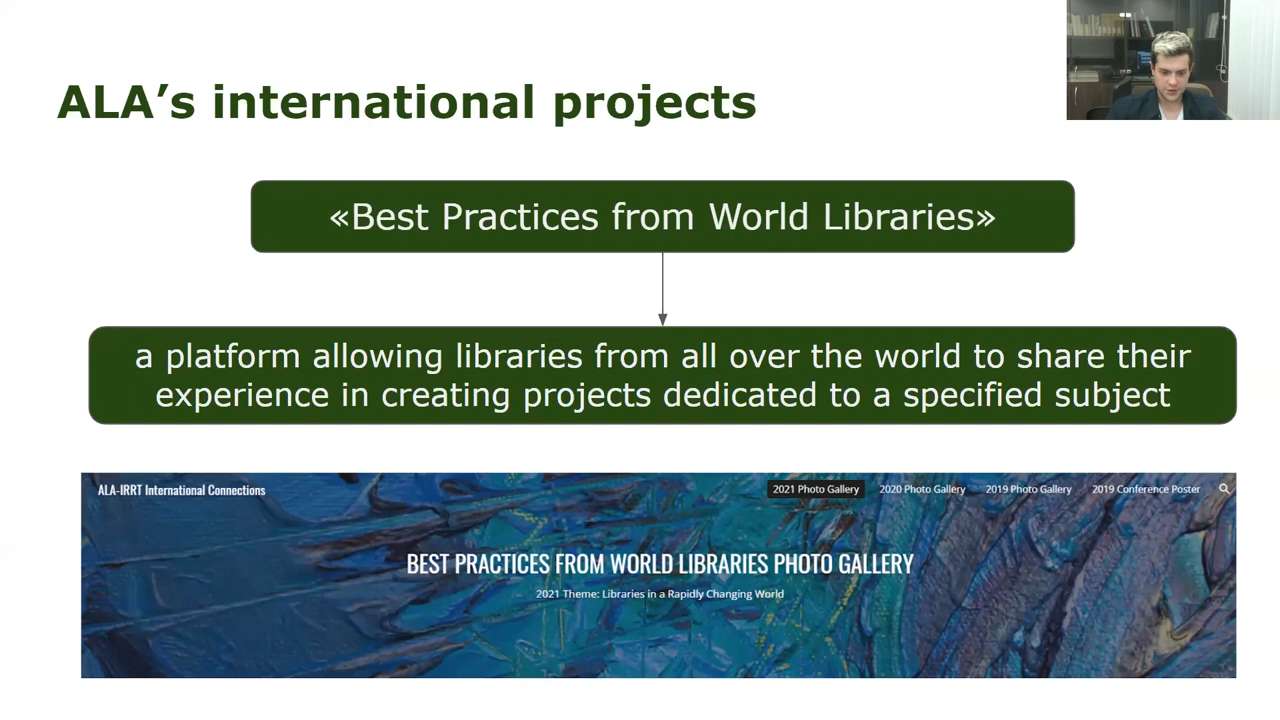 ALA’s international projects
«Best Practices from World Libraries»
a platform allowing libraries from all over the world to share their
experience in creating projects dedicated to a specified subject
ALA-IRRT International Connections
2021 Photo Gallery
2020 Photo Gallery
2019 Photo Gallery
2019 Conference Poster
BEST PRACTICES FROM WORLD LIBRARIES PHOTO GALLERY
2021 Theme: Libraries in a Rapidly Changing World